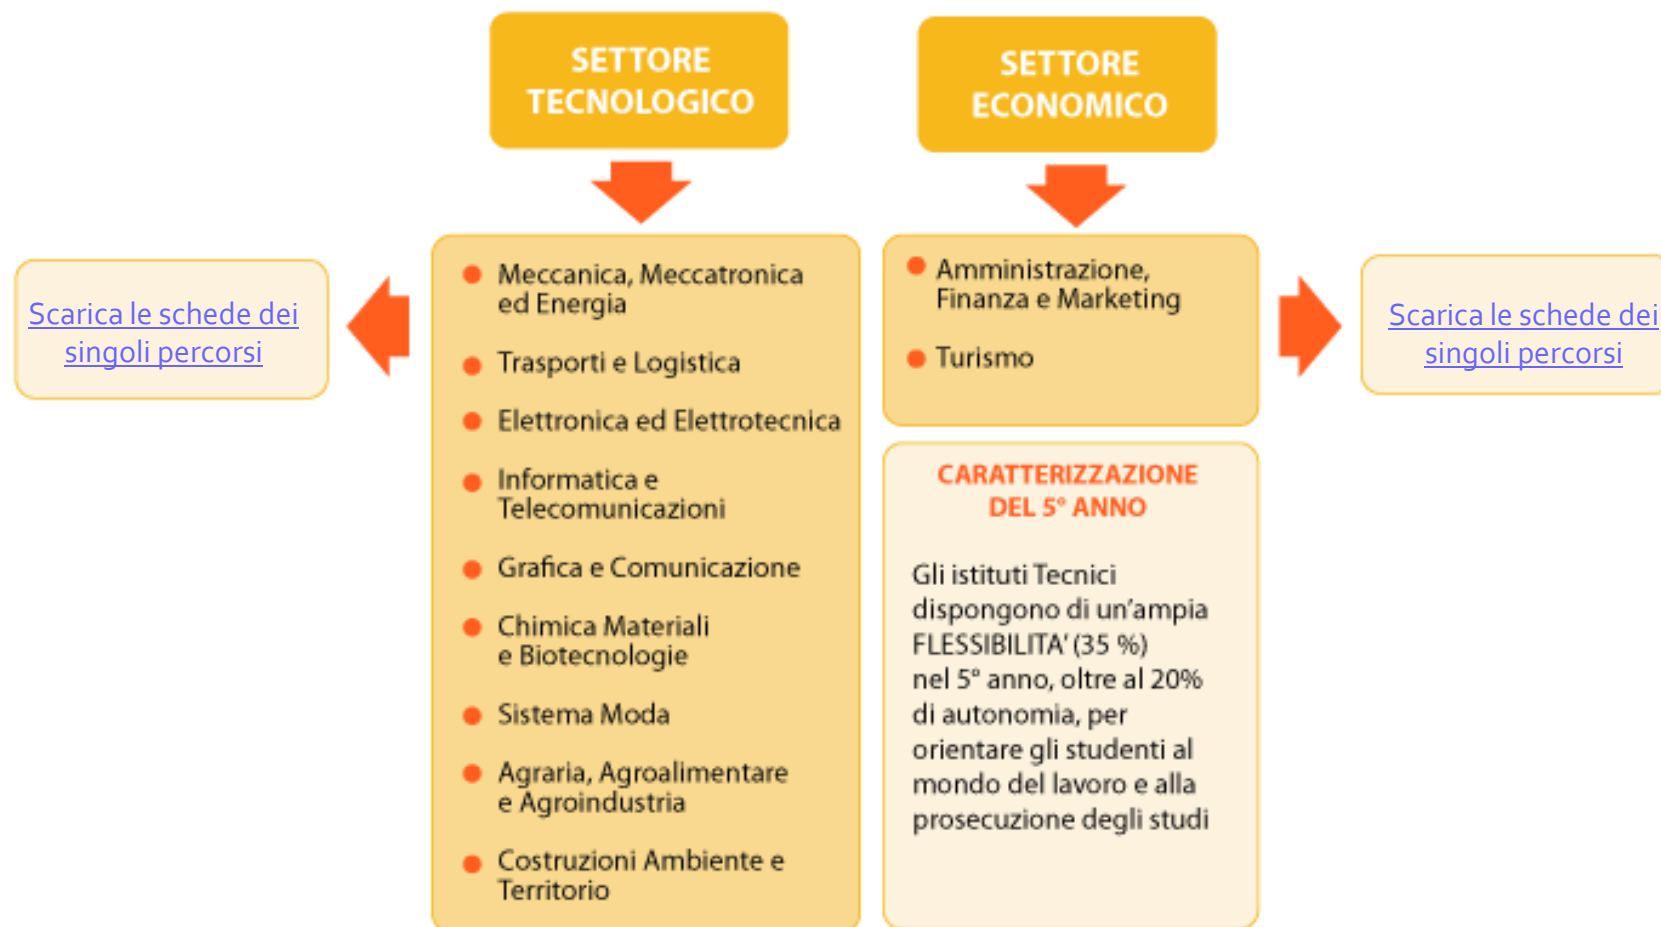 SETTORE
TECNOLOGICO
SETTORE
ECONOMICO
Scarica le schede dei
singoli percorsi
Meccanica, Meccatronica
ed Energia
Trasporti e Logistica
Elettronica ed Elettrotecnica
Informatica e
Telecomunicazioni
Grafica e Comunicazione
Chimica Materiali
e Biotecnologie
Sistema Moda
Agraria, Agroalimentare
e Agroindustria
Costruzioni Ambiente e
Territorio
Amministrazione,
Finanza e Marketing
Turismo
Scarica le schede dei
singoli percorsi
CARATTERIZZAZIONE
DEL 5° ANNO
Gli istituti Tecnici
dispongono di un’ampia
FLESSIBILITA’ (35 %)
nel 5° anno, oltre al 20%
di autonomia, per
orientare gli studenti al
mondo del lavoro e alla
prosecuzione degli studi